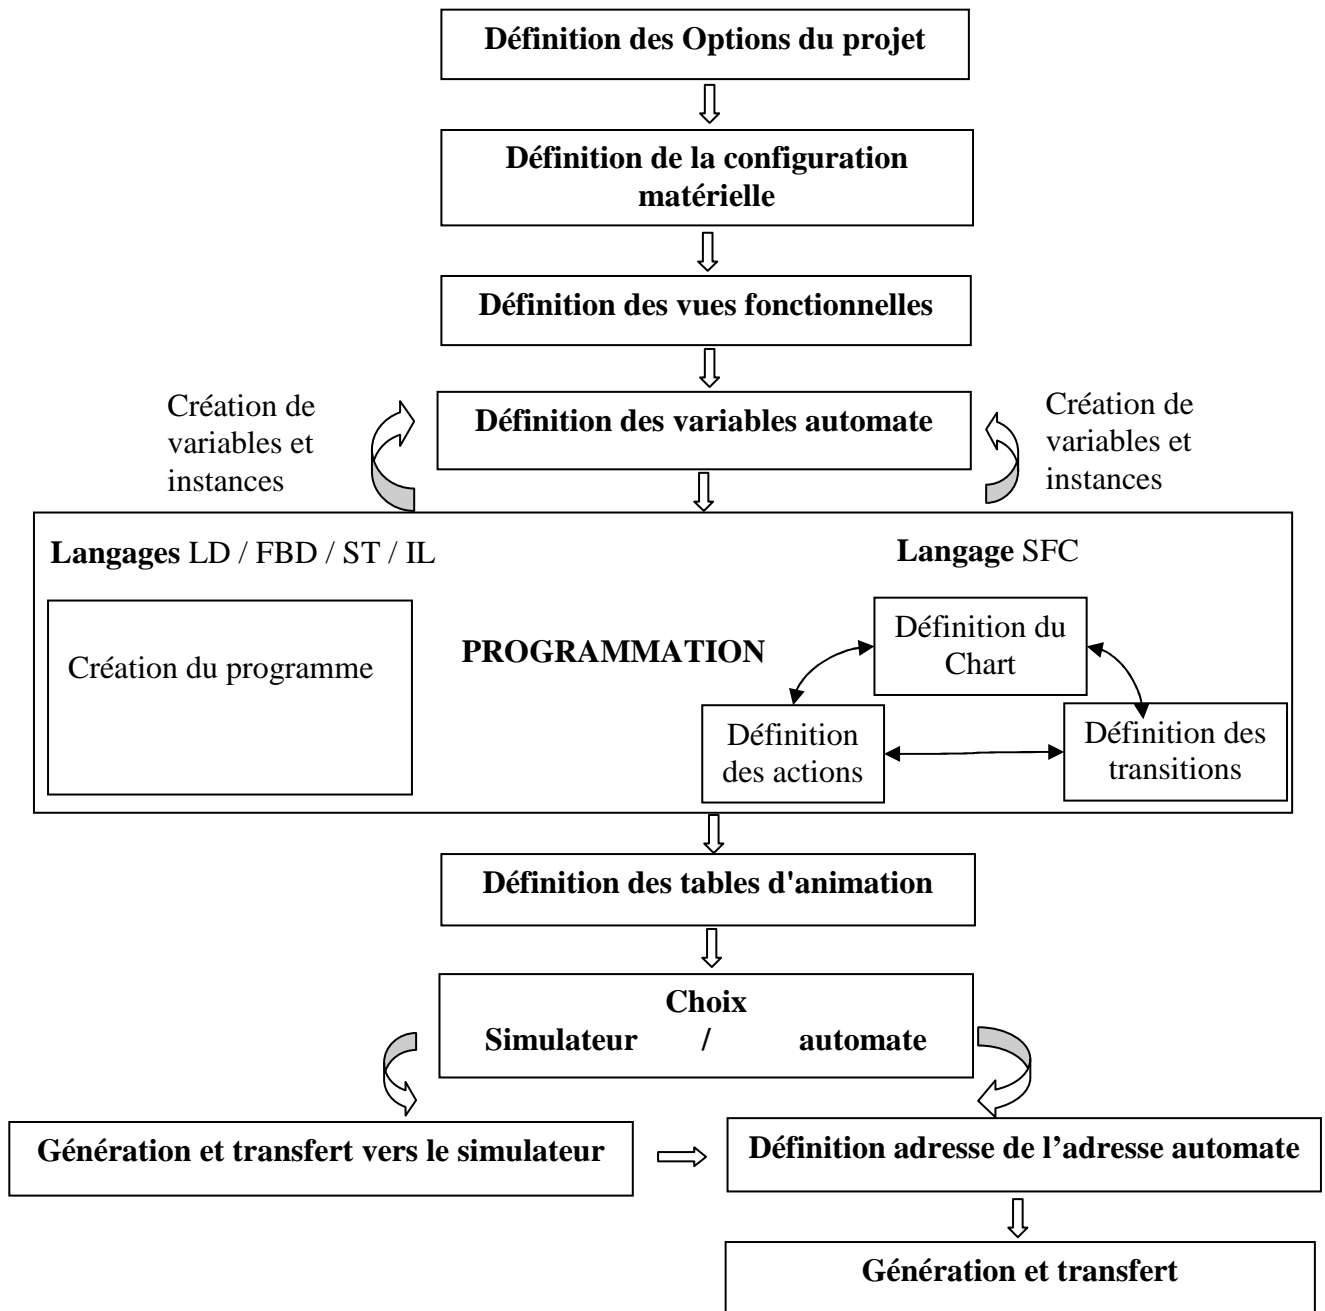 Définition des Options du projet
Définition de la configuration
matérielle
Définition des vues fonctionnelles
Création de
variables et
instances
Définition des variables automate
Création de
variables et
instances
Langages LD / FBD / ST / IL
Langage SFC
Création du programme
PROGRAMMATION
Définition du
Chart
Définition
des actions
Définition des
transitions
Définition des tables d'animation
Choix
Simulateur / automate
Génération et transfert vers le simulateur
Définition adresse de l’adresse automate
Génération et transfert